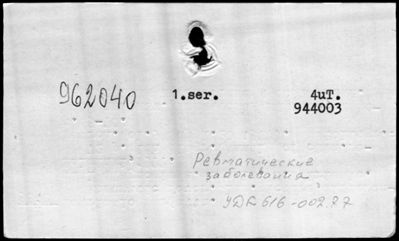 962040 1.ser. 4uT.
944003
Ревматические
заболевания
УДК 616-002.77